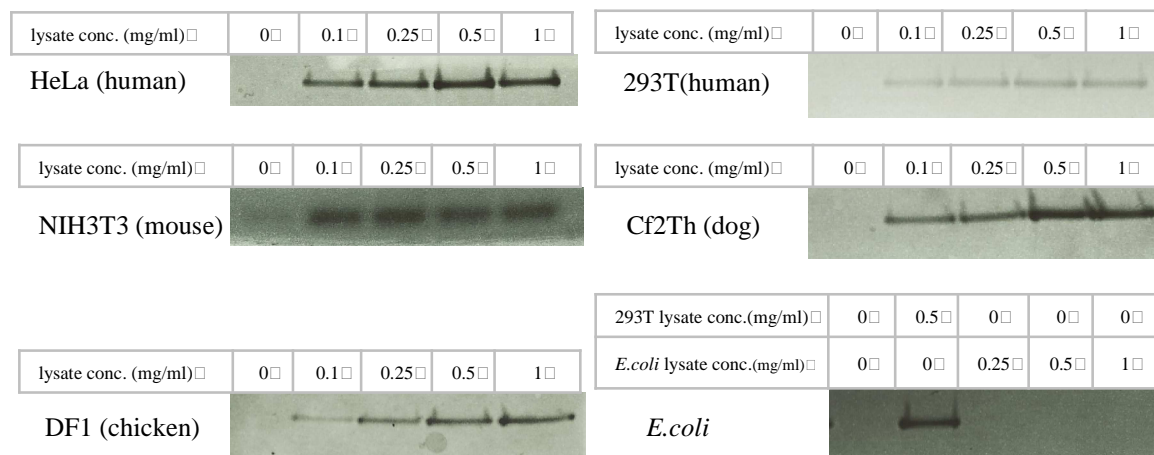 lysate conc. (mg/ml)□ 0□ 0.1□ 0.25□ 0.5□ 1□
HeLa (human)
lysate conc. (mg/ml)□ 0□ 0.1□ 0.25□ 0.5□ 1□
293T(human)
lysate conc. (mg/ml)□ 0□ 0.1□ 0.25□ 0.5□ 1□
NIH3T3 (mouse)
lysate conc. (mg/ml)□ 0□ 0.1□ 0.25□ 0.5□ 1□
Cf2Th (dog)
lysate conc. (mg/ml)□ 0□ 0.1□ 0.25□ 0.5□ 1□
DF1 (chicken)
293T lysate conc.(mg/ml)□ 0□ 0.5□ 0□ 0□ 0□
E.coli lysate conc.(mg/ml)□ 0□ 0□ 0.25□ 0.5□ 1□
E.coli